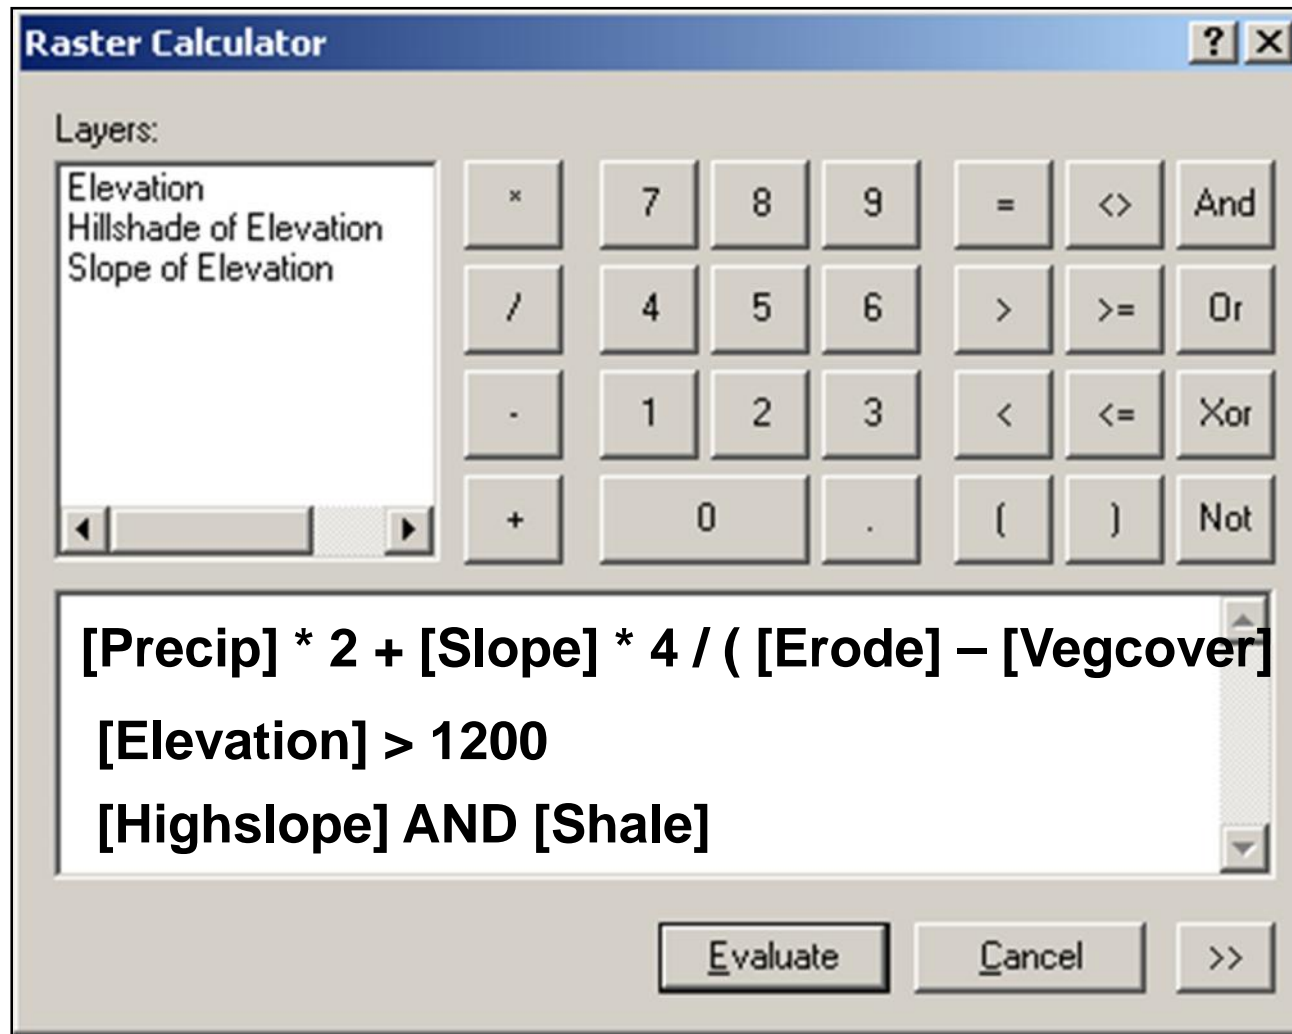 Raster Calculator ? ×
Layers:
Elevation
Hillshade of Elevation
Slope of Elevation
* 7 8 9 = <> And
/ 4 5 6 > >= Or
- 1 2 3 < <= Xor
+ 0 . ( ) Not
[Precip] * 2 + [Slope] * 4 / ( [Erode] – [Vegcover]
[Elevation] > 1200
[Highslope] AND [Shale]
Evaluate Cancel >>